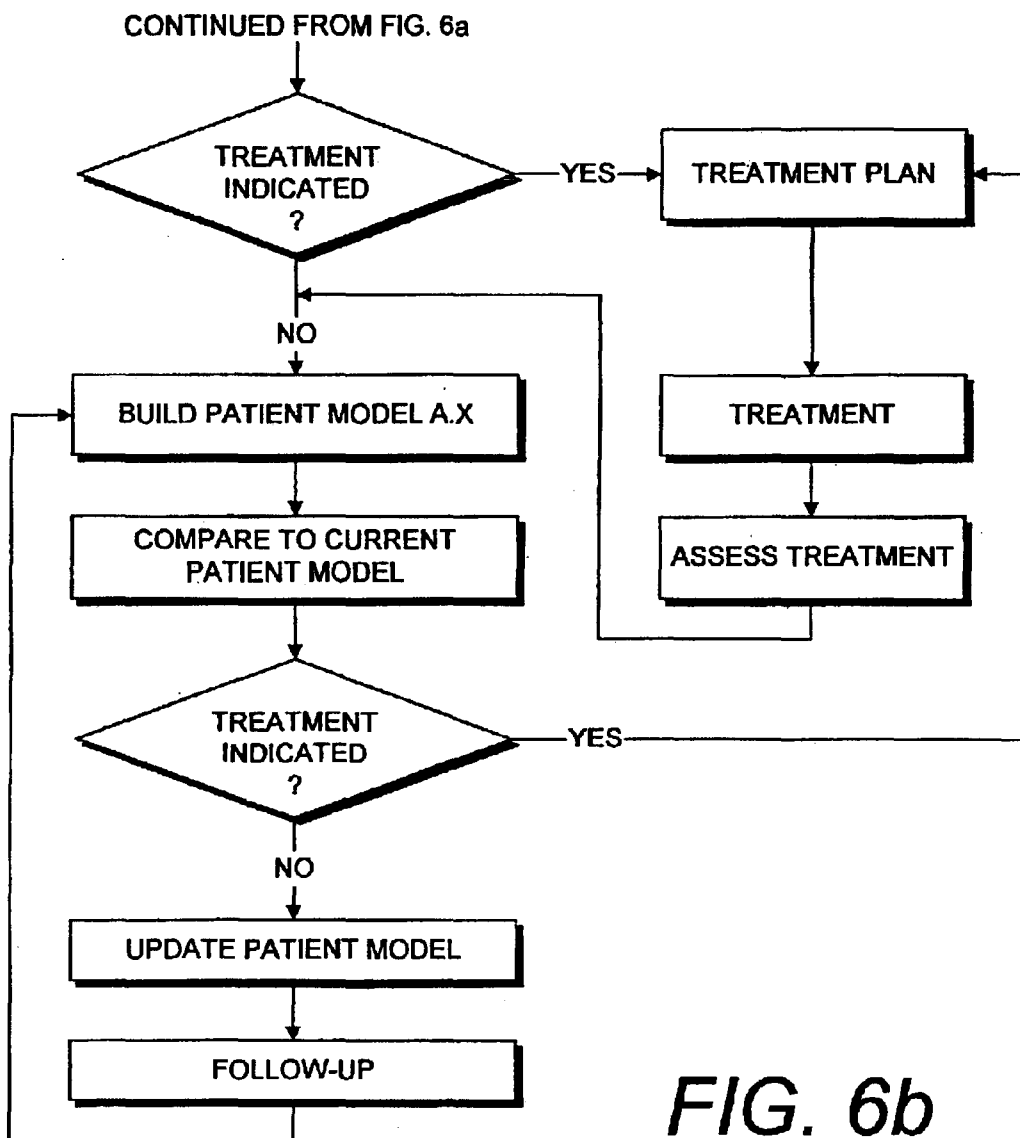 CONTINUED FROM FIG. 6a
TREATMENT
INDICATED
?
YES
TREATMENT PLAN
NO
BUILD PATIENT MODEL A.X
TREATMENT
COMPARE TO CURRENT
PATIENT MODEL
ASSESS TREATMENT
TREATMENT
INDICATED
?
YES
NO
UPDATE PATIENT MODEL
FOLLOW-UP
FIG. 6b